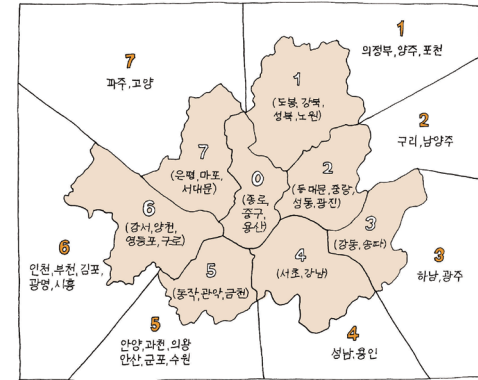 1
의정부,양주,포천
7
파주,고양
1
(도봉,강북,
성북,노원)
2
구리,남양주
7
(은평,마포,
서대문)
0
(종로,
중구,
용산)
2
(동대문,중랑,
성동,광진)
6
(강서,양천,
영등포,구로)
3
(강동,송파)
4
(서초,강남)
5
(동작,관악,금천)
6
인천,부천,김포,
광명,시흥
3
하남,광주
5
안양,과천,의왕
안산,군포,수원
4
성남,용인